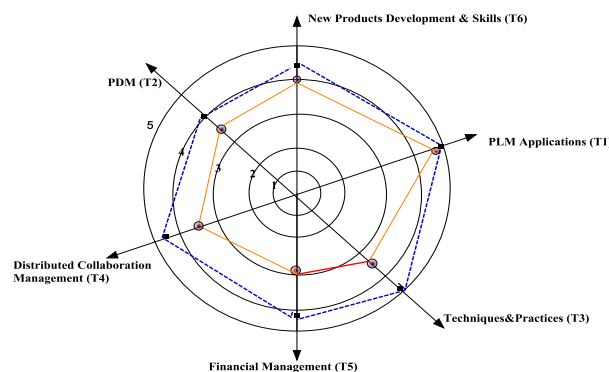 New Products Development & Skills (T6)
PDM (T2)
5
4
3
2
1
PLM Applications (T1)
Distributed Collaboration
Management (T4)
Techniques&Practices (T3)
Financial Management (T5)